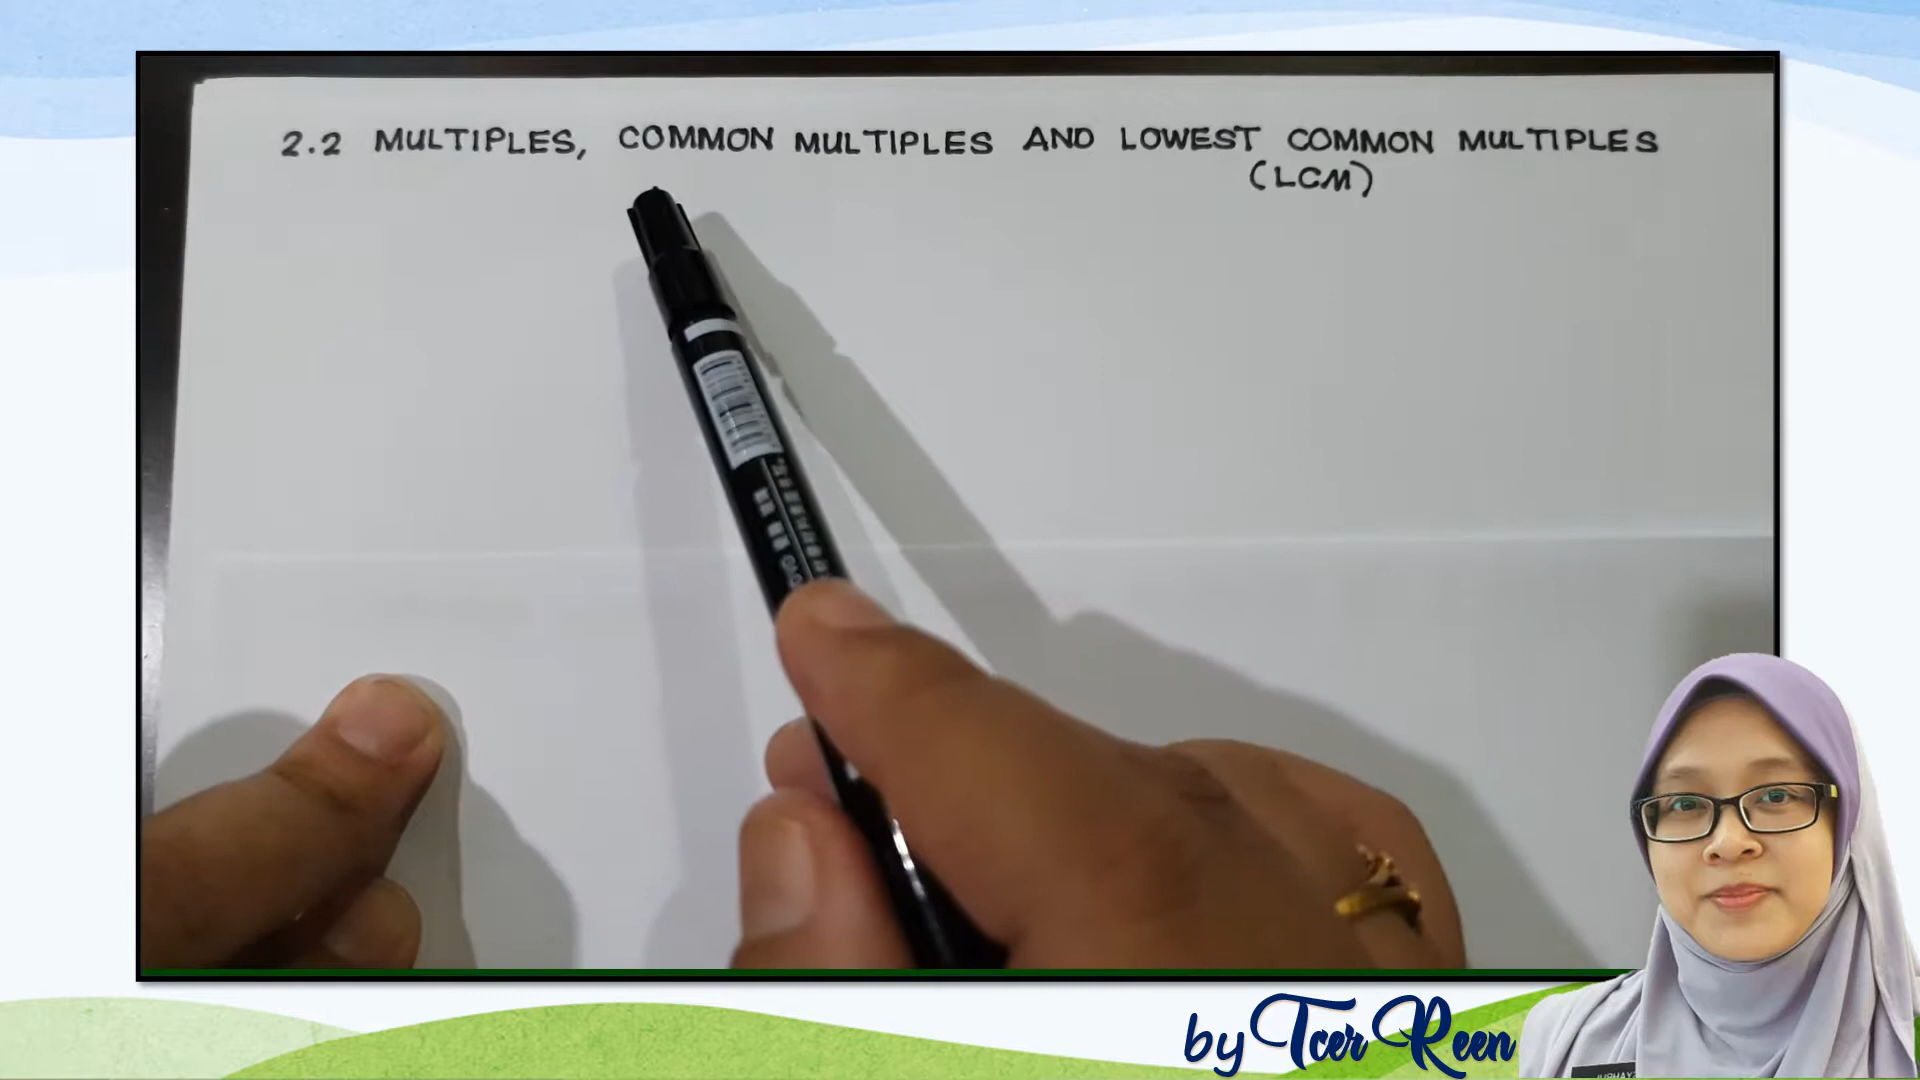 2.2 MULTIPLES, COMMON MULTIPLES AND LOWEST COMMON MULTIPLES
(LCM)
by Tcer Reen